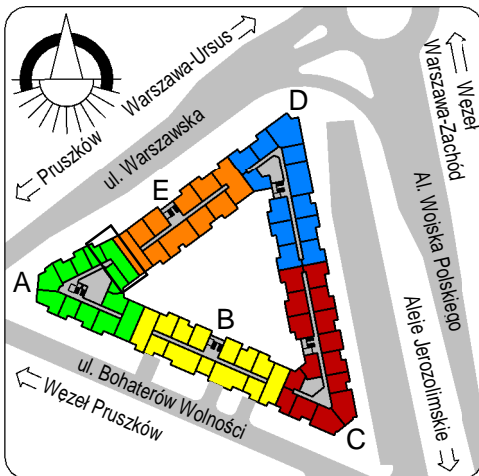 Warszawa-Ursus
Pruszków
ul. Warszawska
Węzeł
Warszawa-Zachód
Al. Wojska Polskiego
Aleje Jerozolimskie
D
E
A
B
C
ul. Bohaterów Wolności
Węzeł Pruszków